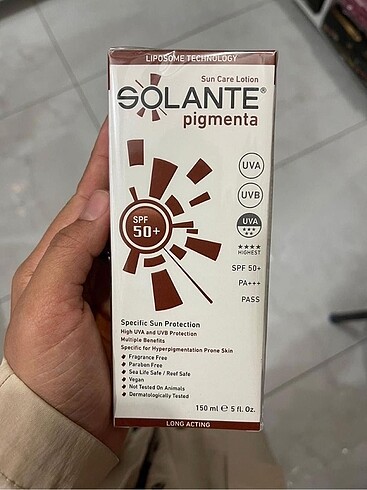 LIPOSOME TECHNOLOGY
Sun Care Lotion
SOLANTE®
pigmenta
UVA
UVB
SPF
50+
UVA
★★★
★★
★★★★
HIGHEST
SPF 50+
PA+++
PASS
Specific Sun Protection
High UVA and UVB Protection
Multiple Benefits
Specific for Hyperpigmentation Prone Skin
Fragrance Free
Paraben Free
Sea Life Safe / Reef Safe
Vegan
Not Tested On Animals
Dermatologically Tested
150 ml ℮ 5 fl. Oz.
LONG ACTING